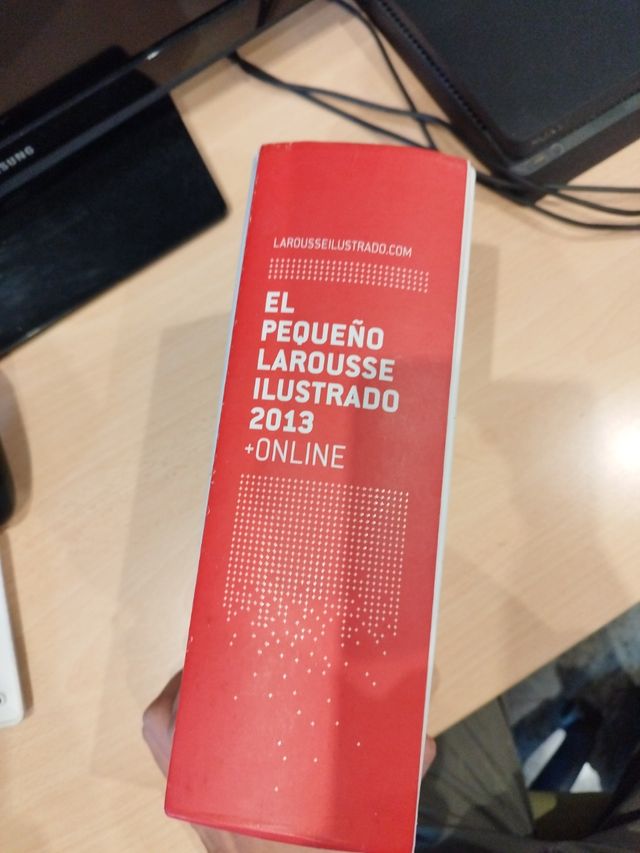 LAROUSSEILUSTRADO.COM
EL
PEQUEÑO
LAROUSSE
ILUSTRADO
2013
+ONLINE